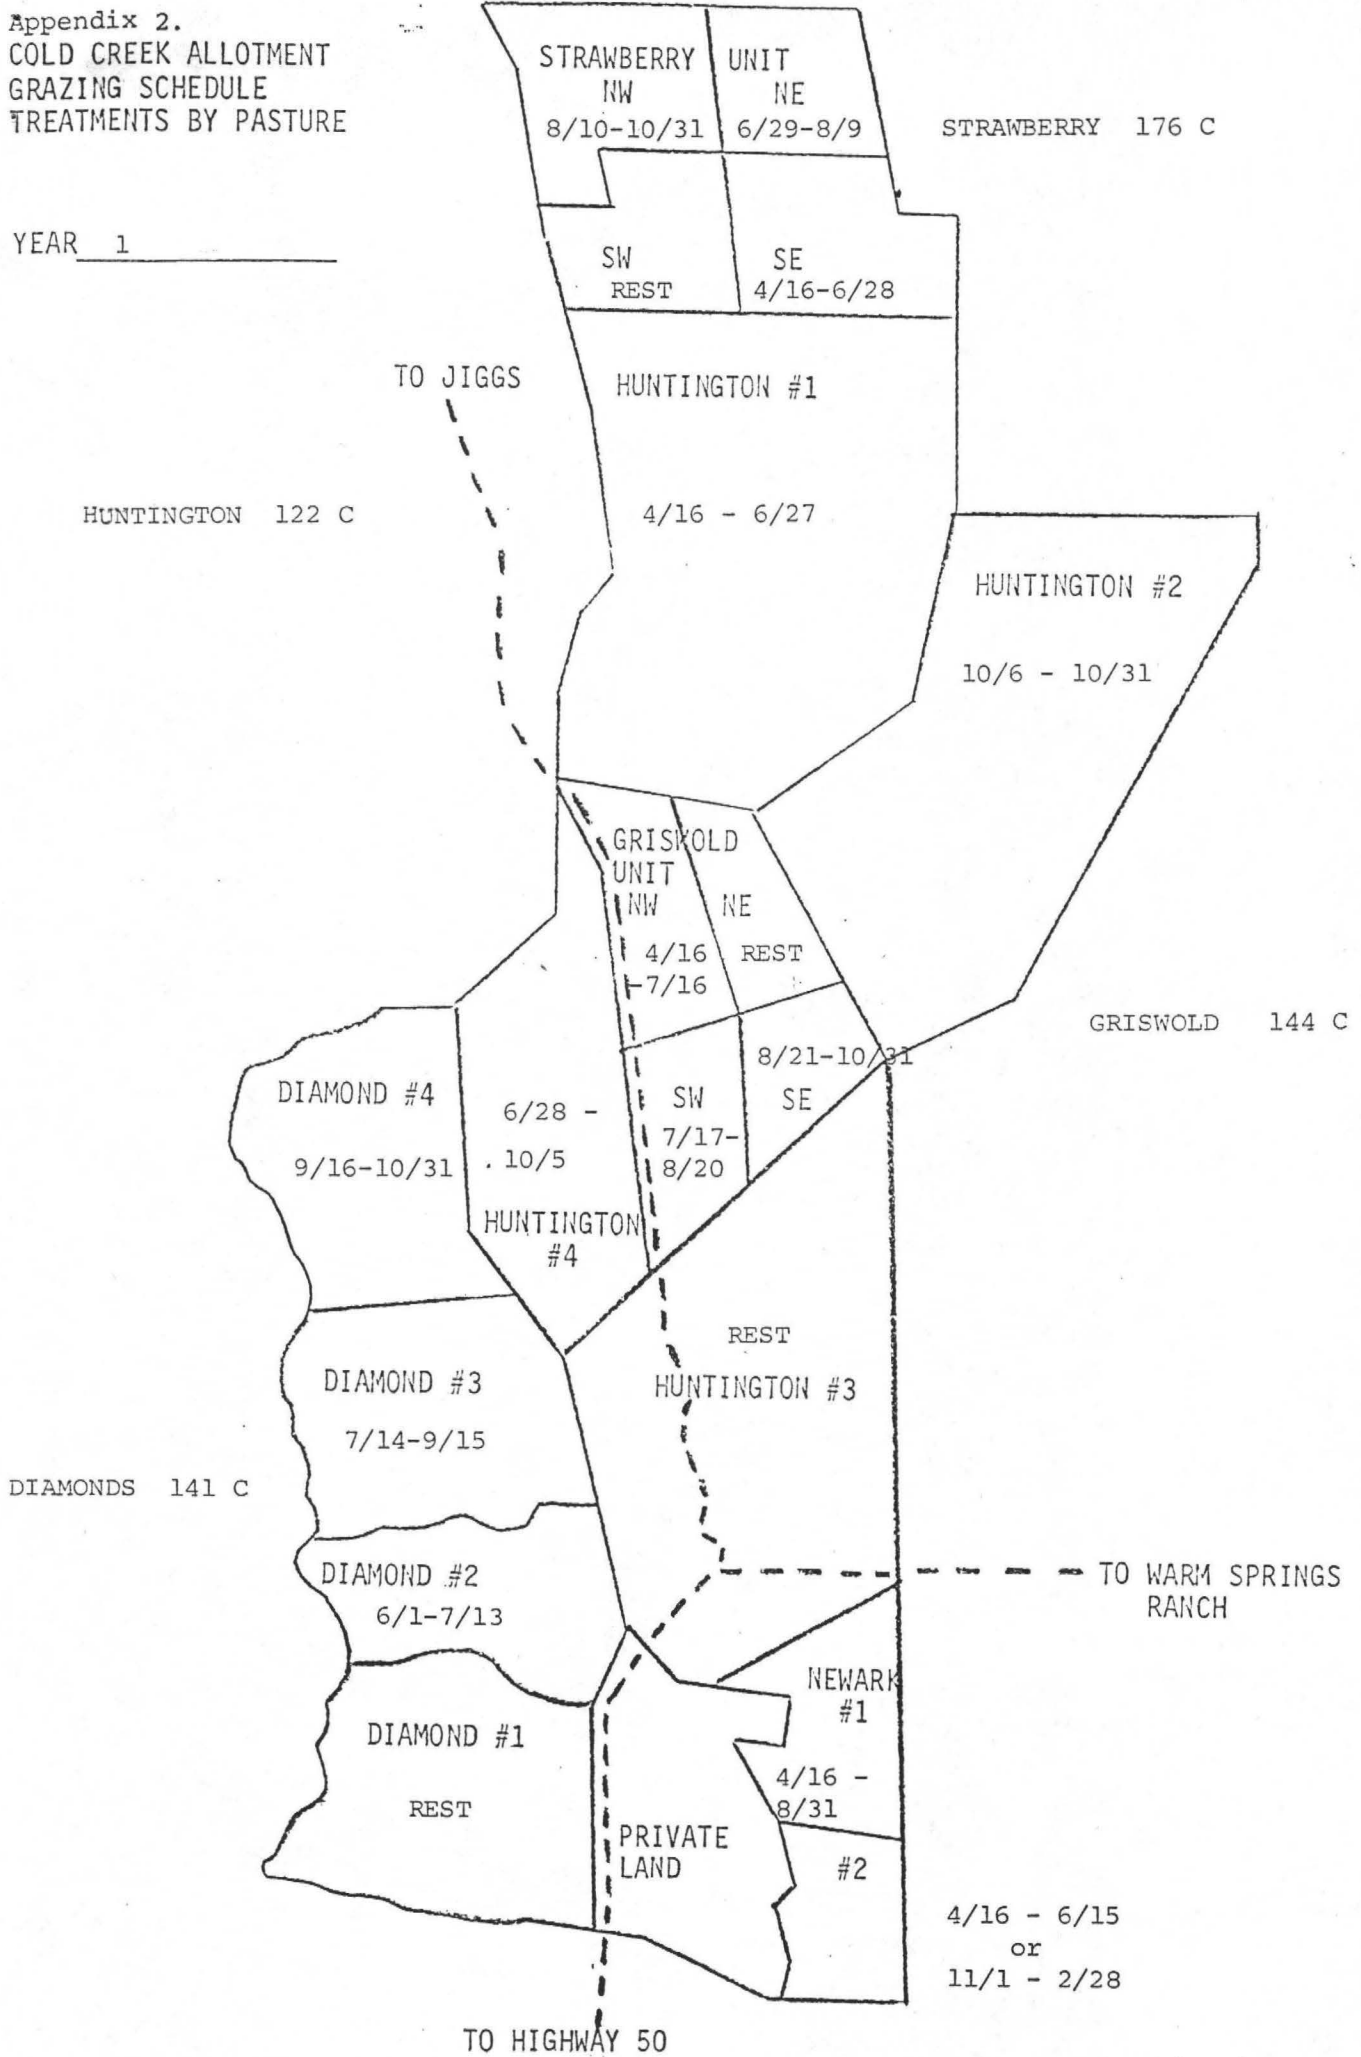 Appendix 2.
COLD CREEK ALLOTMENT
GRAZING SCHEDULE
TREATMENTS BY PASTURE
YEAR 1
STRAWBERRY UNIT
NW NE
8/10-10/31 6/29-8/9
STRAWBERRY 176 C
SW SE
REST 4/16-6/28
TO JIGGS
HUNTINGTON #1
HUNTINGTON 122 C
4/16 - 6/27
HUNTINGTON #2
10/6 - 10/31
GRISWOLD
UNIT
NW NE
4/16 REST
-7/16
GRISWOLD 144 C
8/21-10/31
SW SE
7/17-
8/20
DIAMOND #4
9/16-10/31
6/28 -
10/5
HUNTINGTON
#4
REST
HUNTINGTON #3
DIAMOND #3
7/14-9/15
DIAMONDS 141 C
DIAMOND #2
6/1-7/13
TO WARM SPRINGS
RANCH
NEWARK
#1
4/16 -
8/31
DIAMOND #1
REST
PRIVATE
LAND
#2
4/16 - 6/15
or
11/1 - 2/28
TO HIGHWAY 50